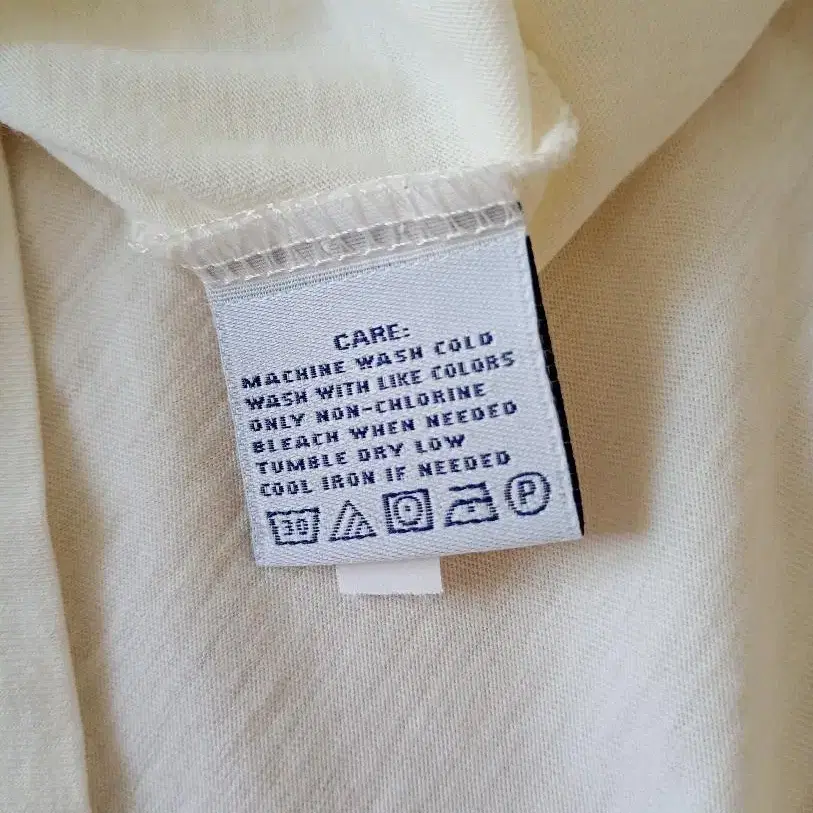 CARE:
MACHINE WASH COLD
WASH WITH LIKE COLORS
ONLY NON-CHLORINE
BLEACH WHEN NEEDED
TUMBLE DRY LOW
COOL IRON IF NEEDED
30 P